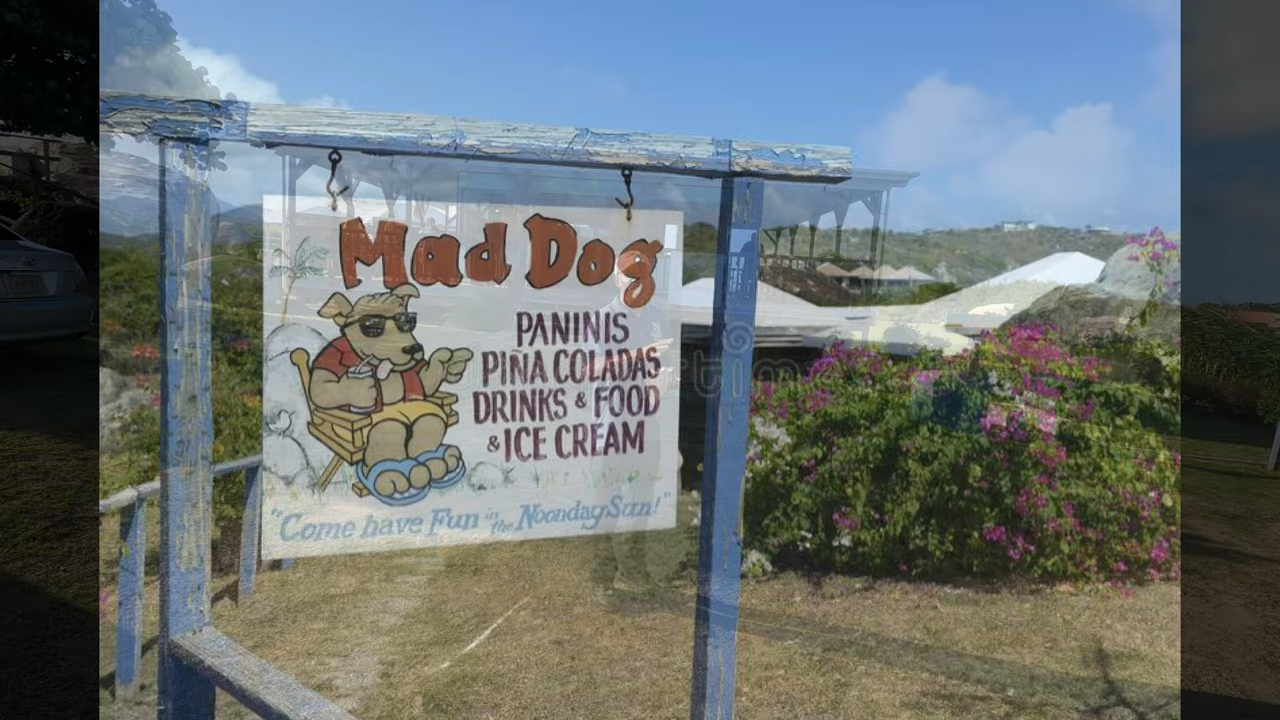 Mad Dog
PANINIS
PIÑA COLADAS
DRINKS & FOOD
& ICE CREAM
"Come have Fun in the Noonday Sun!"